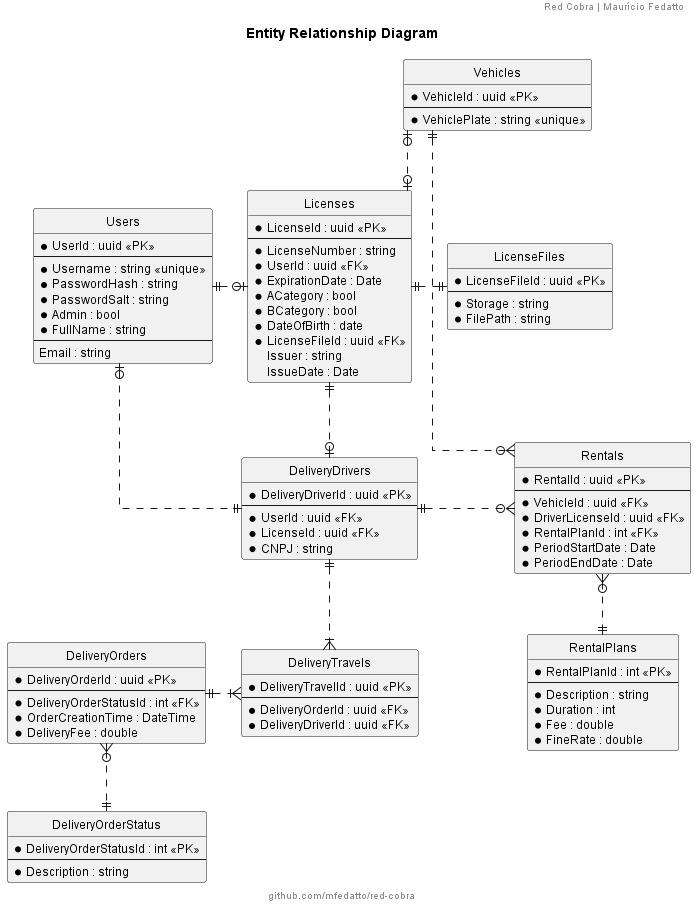 Red Cobra | Maurício Fedatto
Entity Relationship Diagram
Vehicles
VehicleId : uuid «PK»
VehiclePlate : string «unique»
Users
UserId : uuid «PK»
Username : string «unique»
PasswordHash : string
PasswordSalt : string
Admin : bool
FullName : string
Email : string
Licenses
LicenseId : uuid «PK»
LicenseNumber : string
UserId : uuid «FK»
ExpirationDate : Date
ACategory : bool
BCategory : bool
DateOfBirth : date
LicenseFileId : uuid «FK»
Issuer : string
IssueDate : Date
LicenseFiles
LicenseFileId : uuid «PK»
Storage : string
FilePath : string
DeliveryDrivers
DeliveryDriverId : uuid «PK»
UserId : uuid «FK»
LicenseId : uuid «FK»
CNPJ : string
Rentals
RentalId : uuid «PK»
VehicleId : uuid «FK»
DriverLicenseId : uuid «FK»
RentalPlanId : int «FK»
PeriodStartDate : Date
PeriodEndDate : Date
DeliveryOrders
DeliveryOrderId : uuid «PK»
DeliveryOrderStatusId : int «FK»
OrderCreationTime : DateTime
DeliveryFee : double
DeliveryTravels
DeliveryTravelId : uuid «PK»
DeliveryOrderId : uuid «FK»
DeliveryDriverId : uuid «FK»
RentalPlans
RentalPlanId : int «PK»
Description : string
Duration : int
Fee : double
FineRate : double
DeliveryOrderStatus
DeliveryOrderStatusId : int «PK»
Description : string
github.com/mfedatto/red-cobra